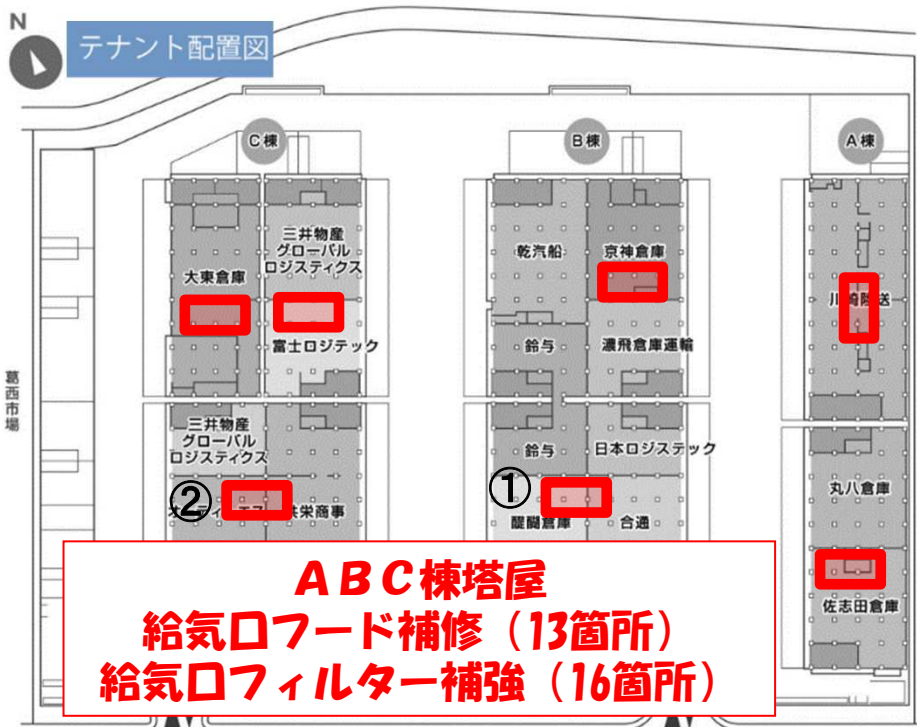 N
テナント配置図
C棟
B棟
A棟
三井物産
グローバル
ロジスティクス
大東倉庫
富士ロジテック
乾汽船
京神倉庫
川崎陸送
鈴与
濃飛倉庫運輸
葛西市場
三井物産
グローバル
ロジスティクス
鈴与
日本ロジステック
丸八倉庫
②
共栄商事
①
醍醐倉庫
合通
佐志田倉庫
ABC棟塔屋
給気口フード補修（13箇所）
給気口フィルター補強（16箇所）